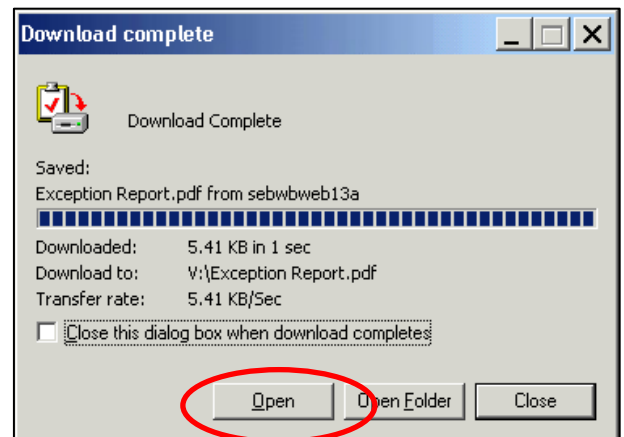 Download complete
Download Complete
Saved:
Exception Report.pdf from sebwbweb13a
Downloaded: 5.41 KB in 1 sec
Download to: V:\Exception Report.pdf
Transfer rate: 5.41 KB/Sec
Close this dialog box when download completes
Open Open Folder Close